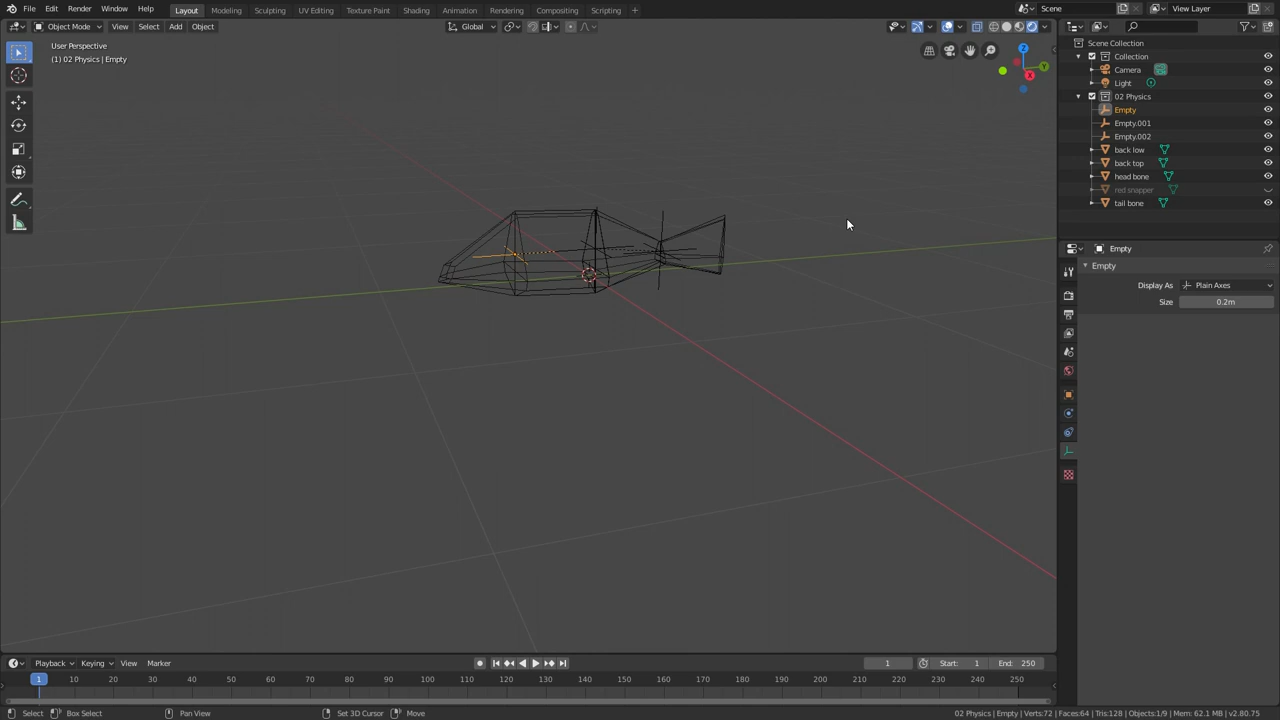 File Edit Render Window Help Layout Modeling Sculpting UV Editing Texture Paint Shading Animation Rendering Compositing Scripting + Scene View Layer
Object Mode View Select Add Object Global
User Perspective
(1) 02 Physics | Empty
Z
Y
X
Scene Collection
Collection
Camera
Light
02 Physics
Empty
Empty.001
Empty.002
back low
back top
head bone
red snapper
tail bone
Empty
Empty
Display As Plain Axes
Size 0.2m
Playback Keying View Marker 1 Start: 1 End: 250
1 10 20 30 40 50 60 70 80 90 100 110 120 130 140 150 160 170 180 190 200 210 220 230 240 250
Select Box Select Pan View Set 3D Cursor Move 02 Physics | Empty | Verts:72 | Faces:64 | Tris:128 | Objects:1/9 | Mem: 62.1 MB | v2.80.75